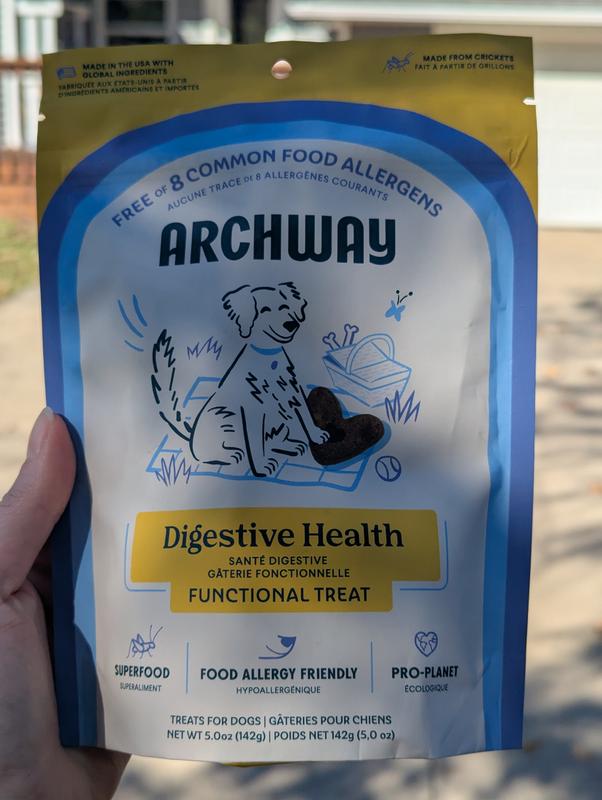 MADE IN THE USA WITH
GLOBAL INGREDIENTS
FABRIQUÉE AUX ÉTATS-UNIS À PARTIR
D'INGRÉDIENTS AMÉRICAINS ET IMPORTÉS
MADE FROM CRICKETS
FAIT À PARTIR DE GRILLONS
FREE OF 8 COMMON FOOD ALLERGENS
AUCUNE TRACE DE 8 ALLERGÈNES COURANTS
ARCHWAY
Digestive Health
SANTÉ DIGESTIVE
GÂTERIE FONCTIONNELLE
FUNCTIONAL TREAT
SUPERFOOD
SUPERALIMENT
FOOD ALLERGY FRIENDLY
HYPOALLERGÉNIQUE
PRO-PLANET
ÉCOLOGIQUE
TREATS FOR DOGS | GÂTERIES POUR CHIENS
NET WT 5.0oz (142g) | POIDS NET 142g (5,0 oz)